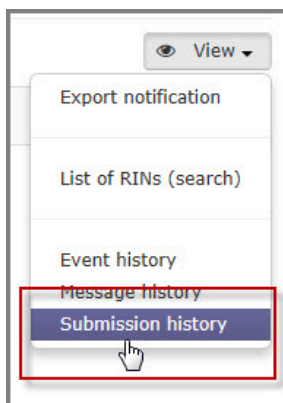 View
Export notification
List of RINs (search)
Event history
Message history
Submission history